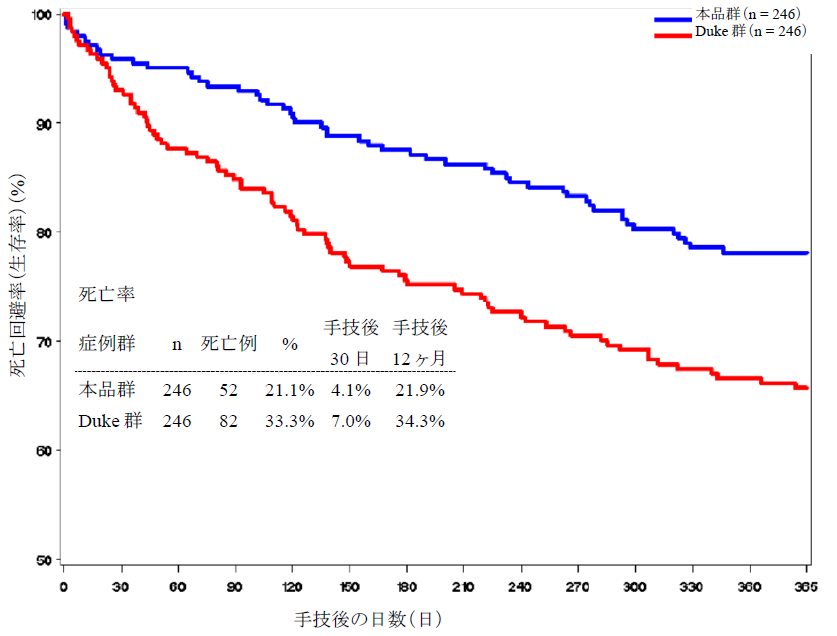 本品群(n = 246)
Duke 群(n = 246)
100
90
80
70
60
50
死亡回避率(生存率)(%)
死亡率
症例群 n 死亡例 % 手技後 30 日 手技後 12 ヶ月
本品群 246 52 21.1% 4.1% 21.9%
Duke 群 246 82 33.3% 7.0% 34.3%
0 30 60 90 120 150 180 210 240 270 300 330 365
手技後の日数(日)